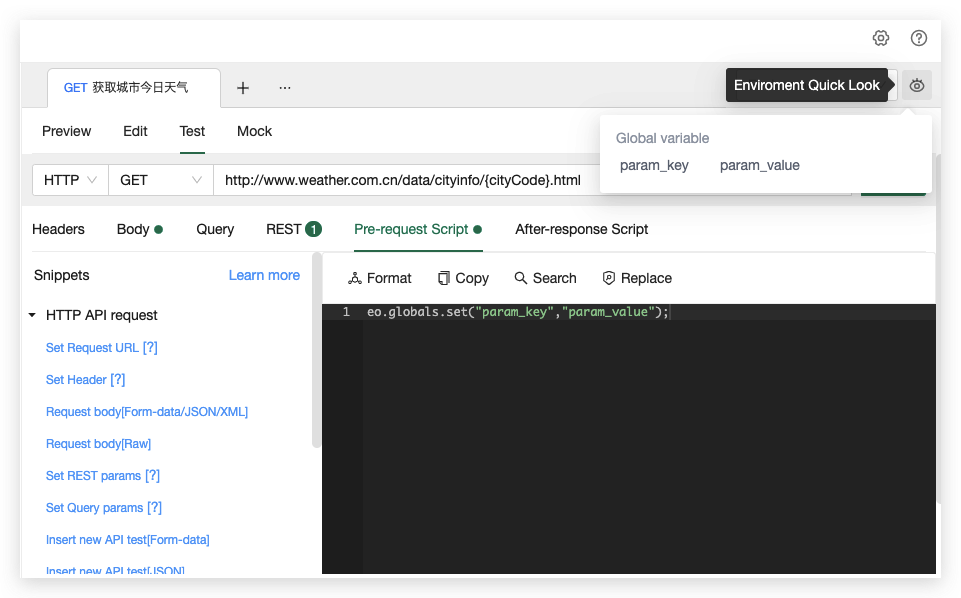 GET 获取城市今日天气
+ ...
Enviroment Quick Look
Preview Edit Test Mock
Global variable
param_key param_value
HTTP GET http://www.weather.com.cn/data/cityinfo/{cityCode}.html
Headers Body Query REST 1 Pre-request Script After-response Script
Snippets Learn more
Format Copy Search Replace
HTTP API request
1 eo.globals.set("param_key","param_value");
Set Request URL [?]
Set Header [?]
Request body[Form-data/JSON/XML]
Request body[Raw]
Set REST params [?]
Set Query params [?]
Insert new API test[Form-data]
Insert new API test[JSON]